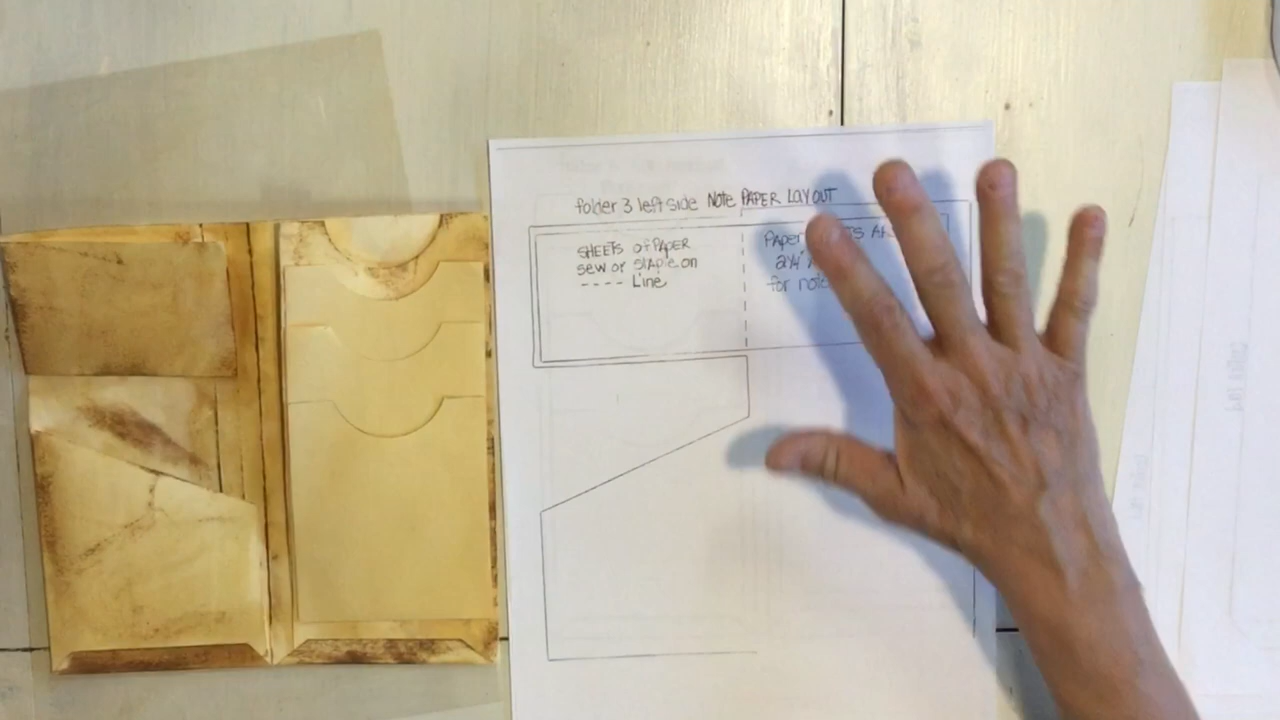 folder 3 left side Note PAPER LAYOUT
SHEETS of PAPER
sew or staple on
---- Line
PAPER
2¼"
for note